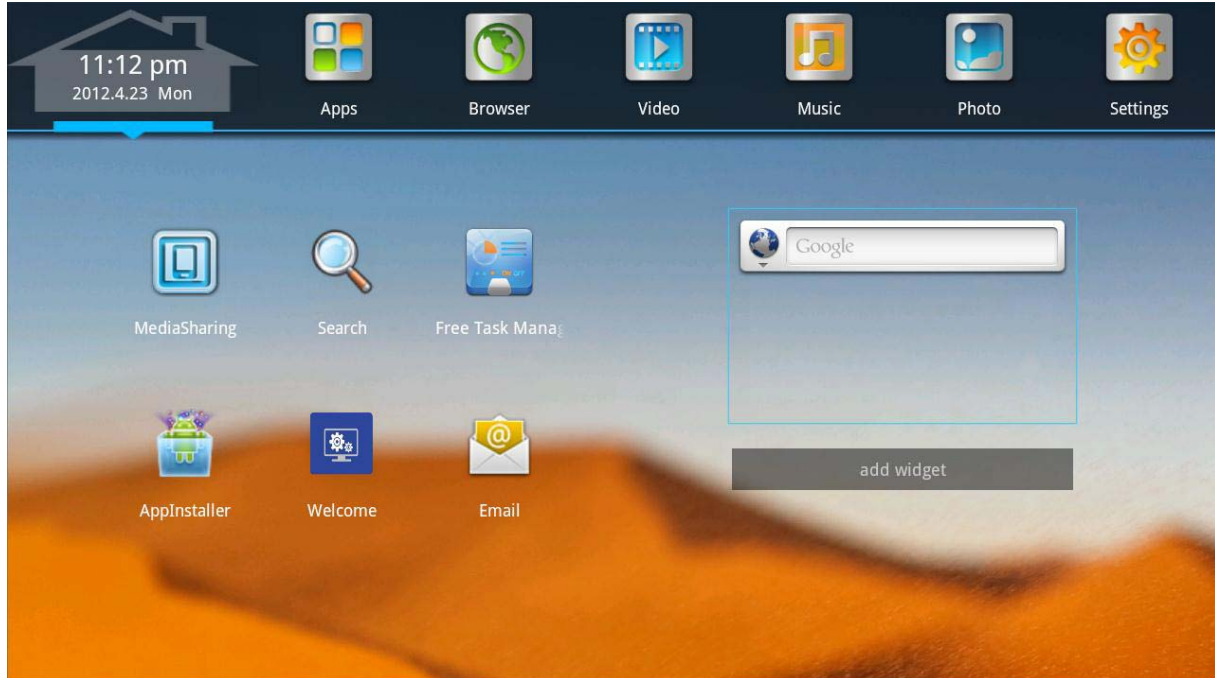 11:12 pm
2012.4.23 Mon
Apps
Browser
Video
Music
Photo
Settings
Google
MediaSharing
Search
Free Task Manag
add widget
AppInstaller
Welcome
Email